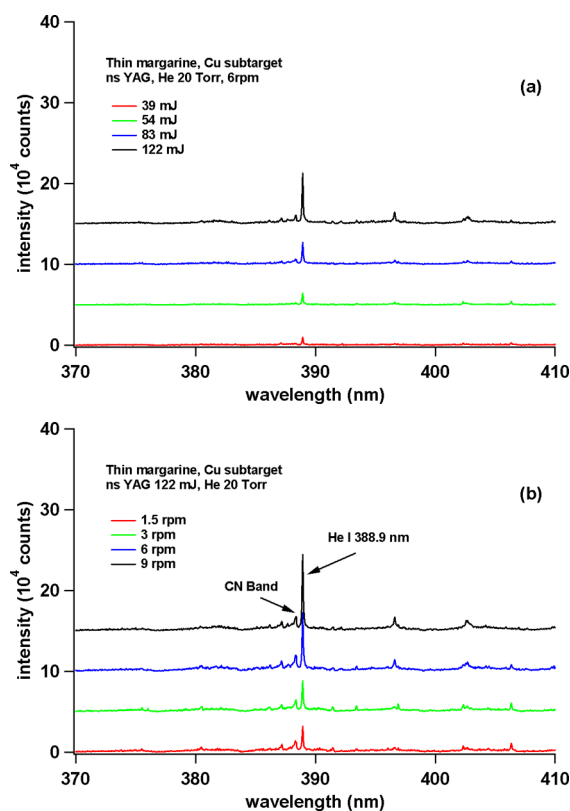 40
Thin margarine, Cu subtarget
ns YAG, He 20 Torr, 6rpm
(a)
39 mJ
54 mJ
83 mJ
122 mJ
30
20
10
0
intensity (10⁴ counts)
370 380 390 400 410
wavelength (nm)
40
Thin margarine, Cu subtarget
ns YAG 122 mJ, He 20 Torr
(b)
1.5 rpm
3 rpm
6 rpm
9 rpm
He I 388.9 nm
CN Band
30
20
10
0
intensity (10⁴ counts)
370 380 390 400 410
wavelength (nm)